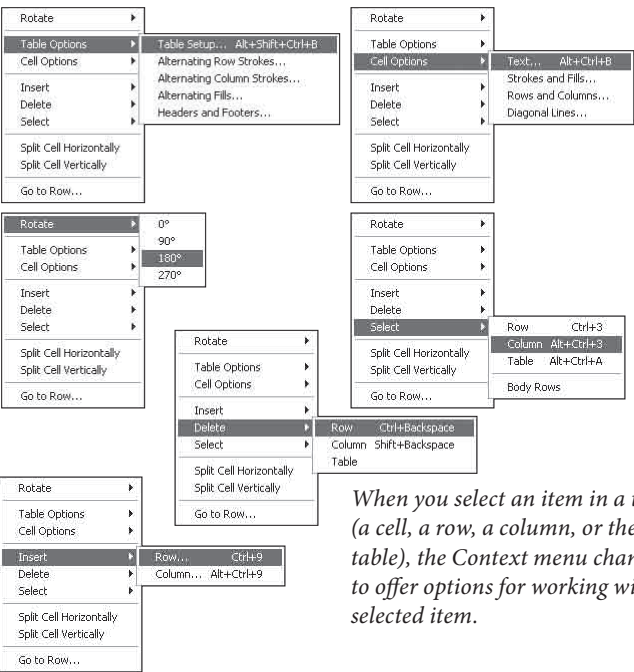 Rotate
Table Options
Cell Options
Insert
Delete
Select
Split Cell Horizontally
Split Cell Vertically
Go to Row...
Table Setup... Alt+Shift+Ctrl+B
Alternating Row Strokes...
Alternating Column Strokes...
Alternating Fills...
Headers and Footers...
Rotate
Table Options
Cell Options
Insert
Delete
Select
Split Cell Horizontally
Split Cell Vertically
Go to Row...
Text... Alt+Ctrl+B
Strokes and Fills...
Rows and Columns...
Diagonal Lines...
Rotate
Table Options
Cell Options
Insert
Delete
Select
Split Cell Horizontally
Split Cell Vertically
Go to Row...
0°
90°
180°
270°
Rotate
Table Options
Cell Options
Insert
Delete
Select
Split Cell Horizontally
Split Cell Vertically
Go to Row...
Row Ctrl+3
Column Alt+Ctrl+3
Table Alt+Ctrl+A
Body Rows
Rotate
Table Options
Cell Options
Insert
Delete
Select
Split Cell Horizontally
Split Cell Vertically
Go to Row...
Row Ctrl+Backspace
Column Shift+Backspace
Table
Rotate
Table Options
Cell Options
Insert
Delete
Select
Split Cell Horizontally
Split Cell Vertically
Go to Row...
Row... Ctrl+9
Column... Alt+Ctrl+9
When you select an item in a
(a cell, a row, a column, or the
table), the Context menu
to offer options for working
selected item.